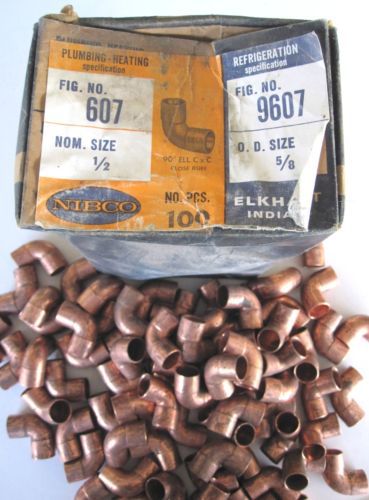 PLUMBING - HEATING
specification
FIG. NO.
607
NOM. SIZE
1/2
NIBCO
90° ELL C x C
CLOSE RUFF
NO. PCS.
100
REFRIGERATION
specification
FIG. NO.
9607
O. D. SIZE
5/8
ELKHART
INDIA